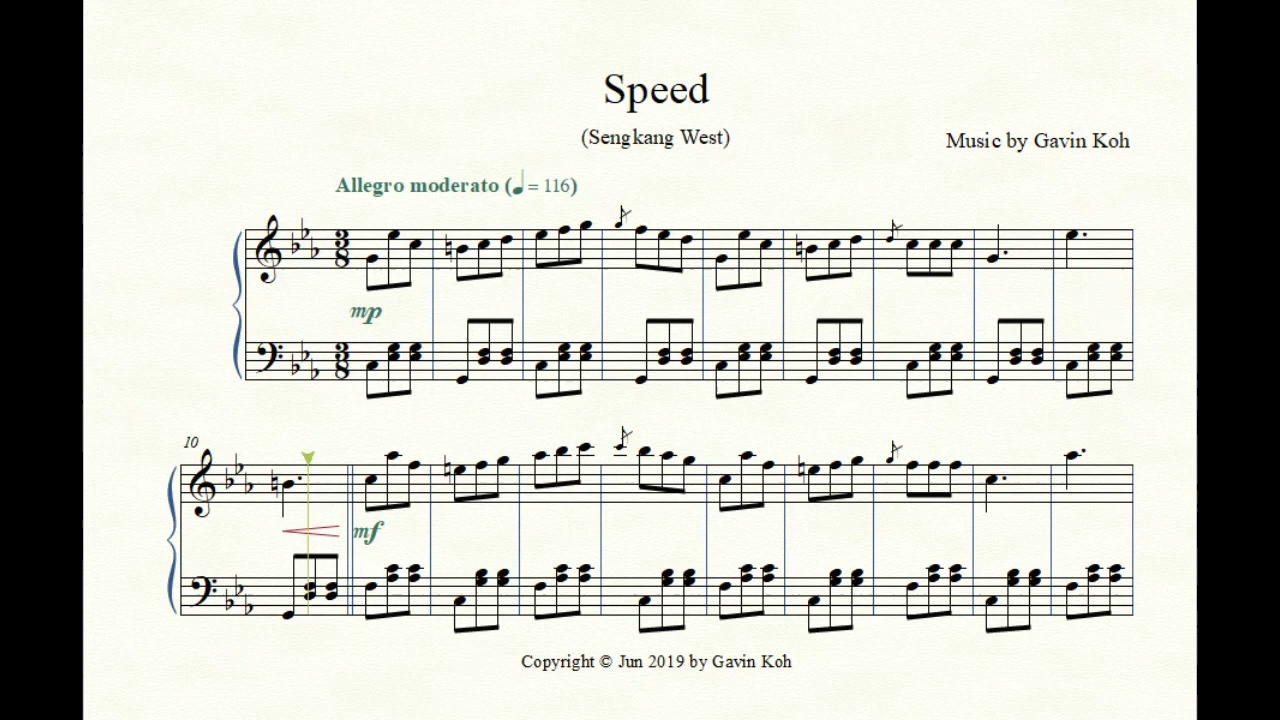 Speed
(Sengkang West)
Music by Gavin Koh
Allegro moderato (♩= 116)
3
8
mp
3
8
10
mf
Copyright © Jun 2019 by Gavin Koh